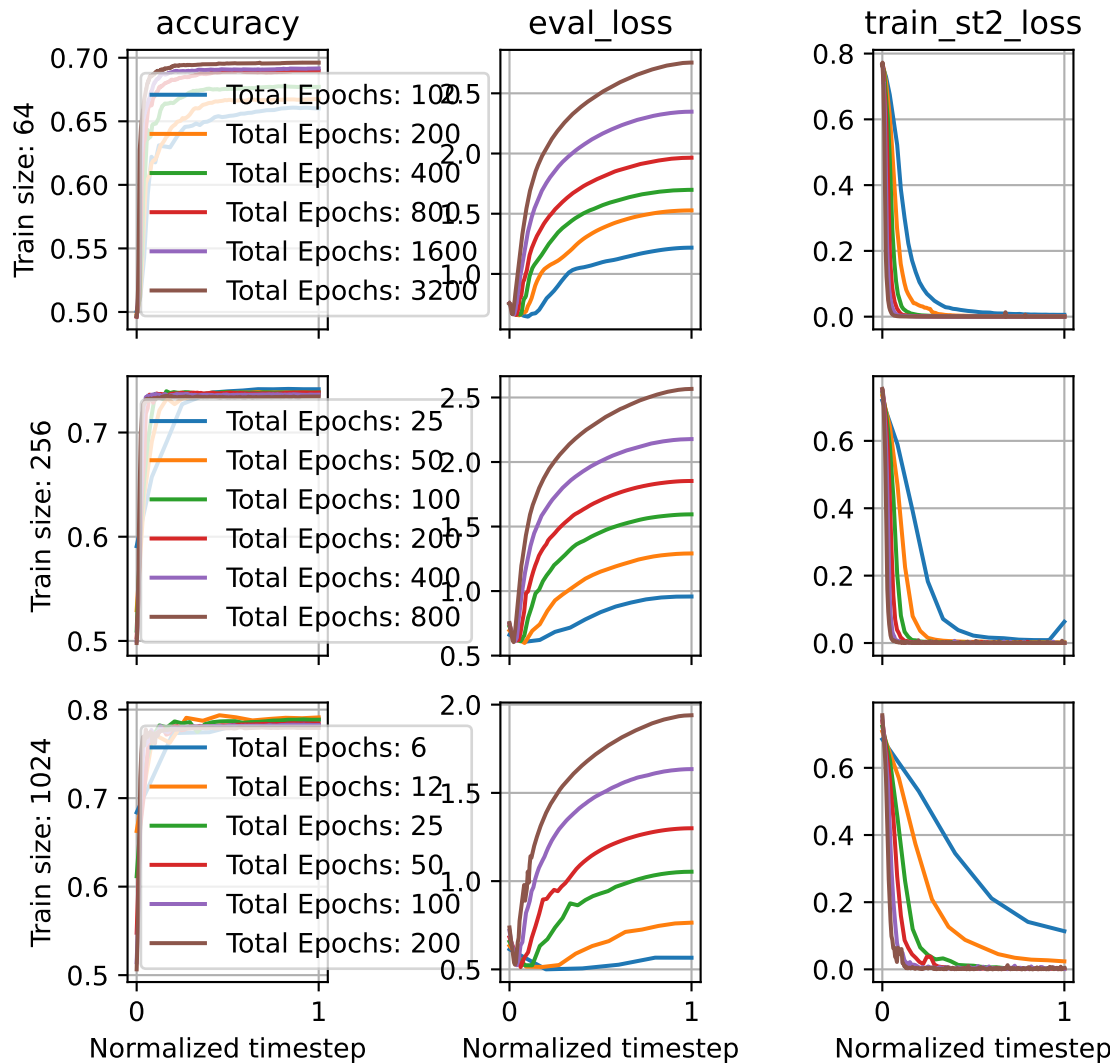 accuracy
eval_loss
train_st2_loss
Train size: 64
0.70
0.65
0.60
0.55
0.50
Total Epochs: 100
Total Epochs: 200
Total Epochs: 400
Total Epochs: 800
Total Epochs: 1600
Total Epochs: 3200
2.5
2.0
1.5
1.0
0.8
0.6
0.4
0.2
0.0
Train size: 256
0.7
0.6
0.5
Total Epochs: 25
Total Epochs: 50
Total Epochs: 100
Total Epochs: 200
Total Epochs: 400
Total Epochs: 800
2.5
2.0
1.5
1.0
0.5
0.6
0.4
0.2
0.0
Train size: 1024
0.8
0.7
0.6
0.5
Total Epochs: 6
Total Epochs: 12
Total Epochs: 25
Total Epochs: 50
Total Epochs: 100
Total Epochs: 200
2.0
1.5
1.0
0.5
0.6
0.4
0.2
0.0
0 1
0 1
0 1
Normalized timestep
Normalized timestep
Normalized timestep